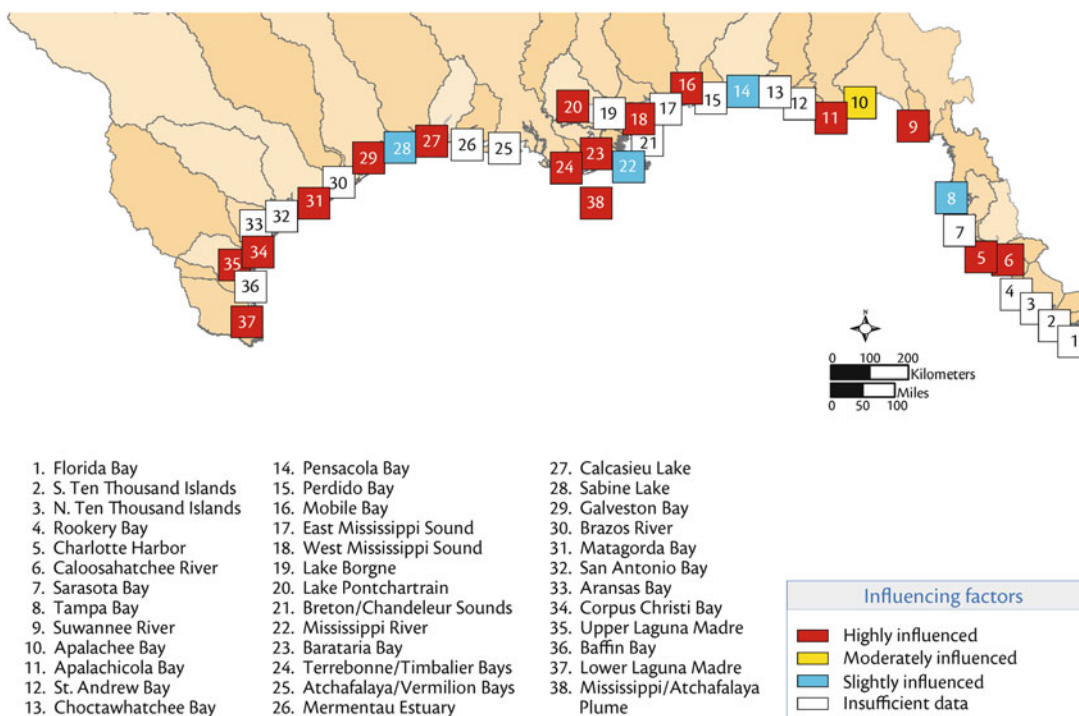 16
14
13
12
15
17
18
19
20
21
22
23
24
38
11
10
9
8
7
5
6
4
3
2
1
25
26
27
28
29
30
31
32
33
34
35
36
37
N
0 100 200
Kilometers
Miles
0 50 100
1. Florida Bay
2. S. Ten Thousand Islands
3. N. Ten Thousand Islands
4. Rookery Bay
5. Charlotte Harbor
6. Caloosahatchee River
7. Sarasota Bay
8. Tampa Bay
9. Suwannee River
10. Apalachee Bay
11. Apalachicola Bay
12. St. Andrew Bay
13. Choctawhatchee Bay
14. Pensacola Bay
15. Perdido Bay
16. Mobile Bay
17. East Mississippi Sound
18. West Mississippi Sound
19. Lake Borgne
20. Lake Pontchartrain
21. Breton/Chandeleur Sounds
22. Mississippi River
23. Barataria Bay
24. Terrebonne/Timbalier Bays
25. Atchafalaya/Vermilion Bays
26. Mermentau Estuary
27. Calcasieu Lake
28. Sabine Lake
29. Galveston Bay
30. Brazos River
31. Matagorda Bay
32. San Antonio Bay
33. Aransas Bay
34. Corpus Christi Bay
35. Upper Laguna Madre
36. Baffin Bay
37. Lower Laguna Madre
38. Mississippi/Atchafalaya
Plume
Influencing factors
Highly influenced
Moderately influenced
Slightly influenced
Insufficient data